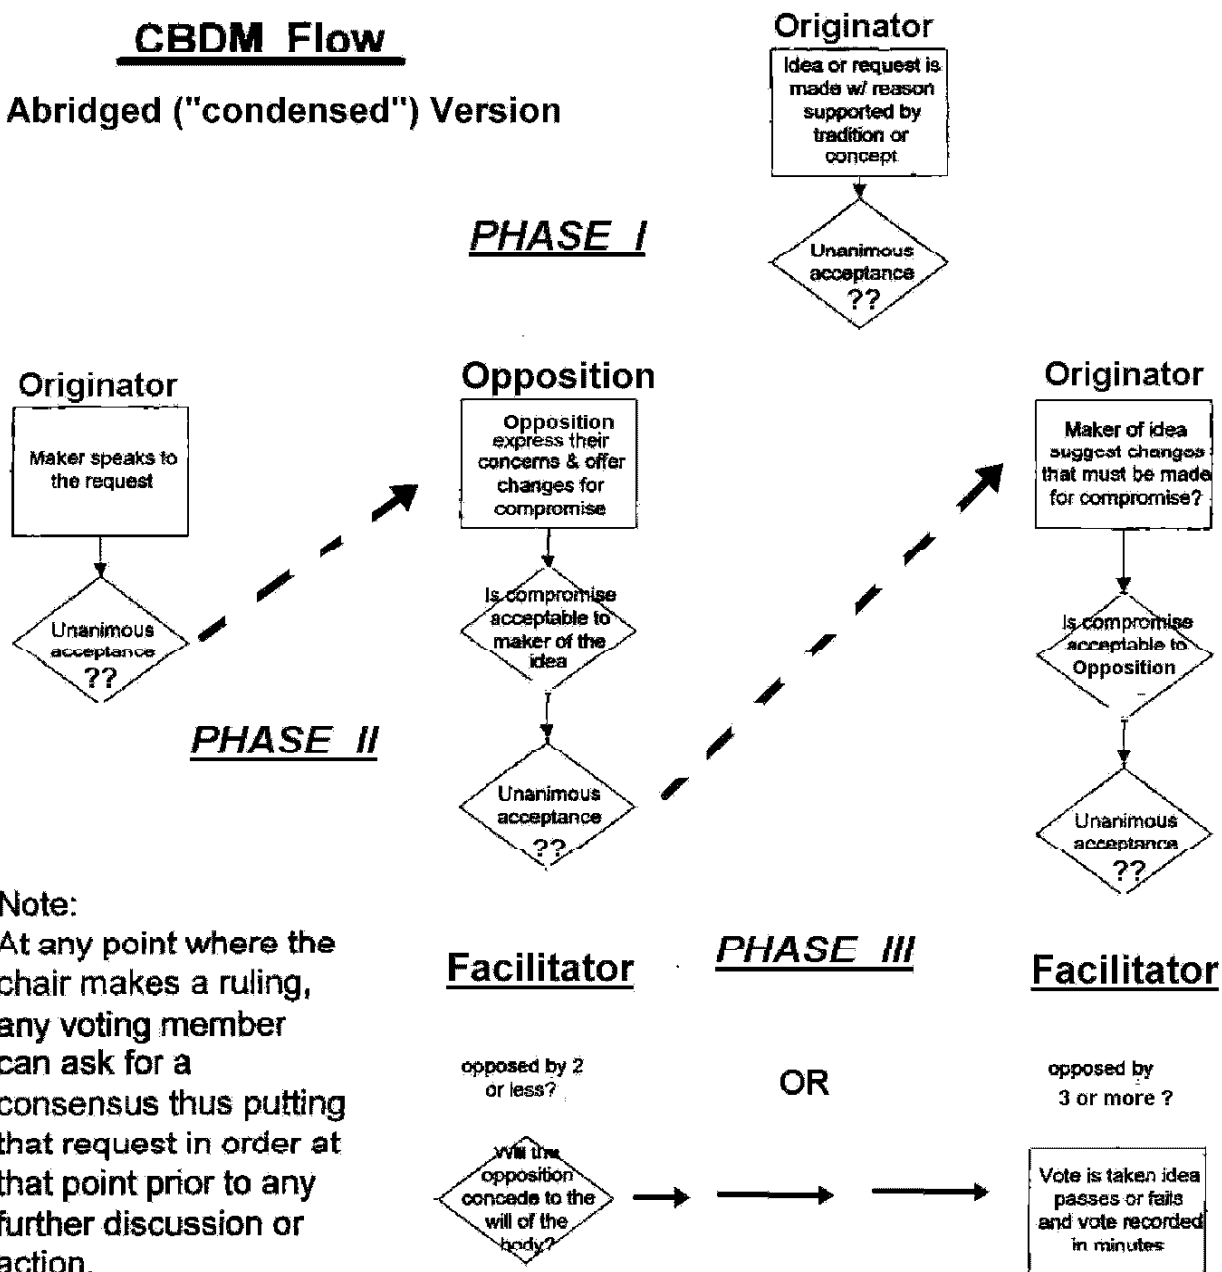 CBDM Flow
Abridged ("condensed") Version
Originator
Idea or request is
made w/ reason
supported by
tradition or
concept
PHASE I
Unanimous
acceptance
??
Originator
Maker speaks to
the request
Unanimous
acceptance
??
Opposition
Opposition
express their
concerns & offer
changes for
compromise
Is compromise
acceptable to
maker of the
idea
Unanimous
acceptance
??
Originator
Maker of idea
suggest changes
that must be made
for compromise?
Is compromise
acceptable to
Opposition
Unanimous
acceptance
??
PHASE II
Note:
At any point where the
chair makes a ruling,
any voting member
can ask for a
consensus thus putting
that request in order at
that point prior to any
further discussion or
action.
PHASE III
Facilitator
opposed by 2
or less?
Will the
opposition
concede to the
will of the
body?
OR
Facilitator
opposed by
3 or more ?
Vote is taken idea
passes or fails
and vote recorded
in minutes